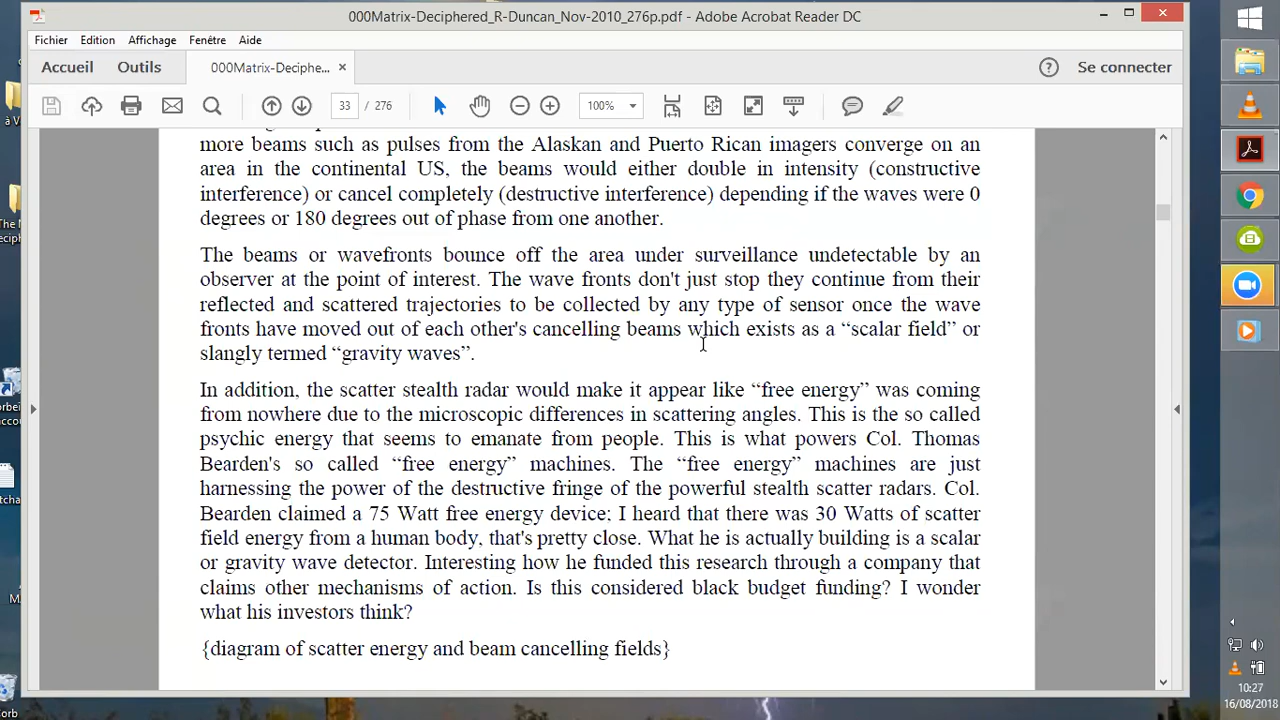 000Matrix-Deciphered_R-Duncan_Nov-2010_276p.pdf - Adobe Acrobat Reader DC
Fichier Edition Affichage Fenêtre Aide
Accueil Outils 000Matrix-Deciphe... × Se connecter
33 / 276 100%
more beams such as pulses from the Alaskan and Puerto Rican imagers converge on an
area in the continental US, the beams would either double in intensity (constructive
interference) or cancel completely (destructive interference) depending if the waves were 0
degrees or 180 degrees out of phase from one another.
The beams or wavefronts bounce off the area under surveillance undetectable by an
observer at the point of interest. The wave fronts don't just stop they continue from their
reflected and scattered trajectories to be collected by any type of sensor once the wave
fronts have moved out of each other's cancelling beams which exists as a “scalar field” or
slangly termed “gravity waves”.
In addition, the scatter stealth radar would make it appear like “free energy” was coming
from nowhere due to the microscopic differences in scattering angles. This is the so called
psychic energy that seems to emanate from people. This is what powers Col. Thomas
Bearden's so called “free energy” machines. The “free energy” machines are just
harnessing the power of the destructive fringe of the powerful stealth scatter radars. Col.
Bearden claimed a 75 Watt free energy device; I heard that there was 30 Watts of scatter
field energy from a human body, that's pretty close. What he is actually building is a scalar
or gravity wave detector. Interesting how he funded this research through a company that
claims other mechanisms of action. Is this considered black budget funding? I wonder
what his investors think?
{diagram of scatter energy and beam cancelling fields}
10:27
16/08/2018